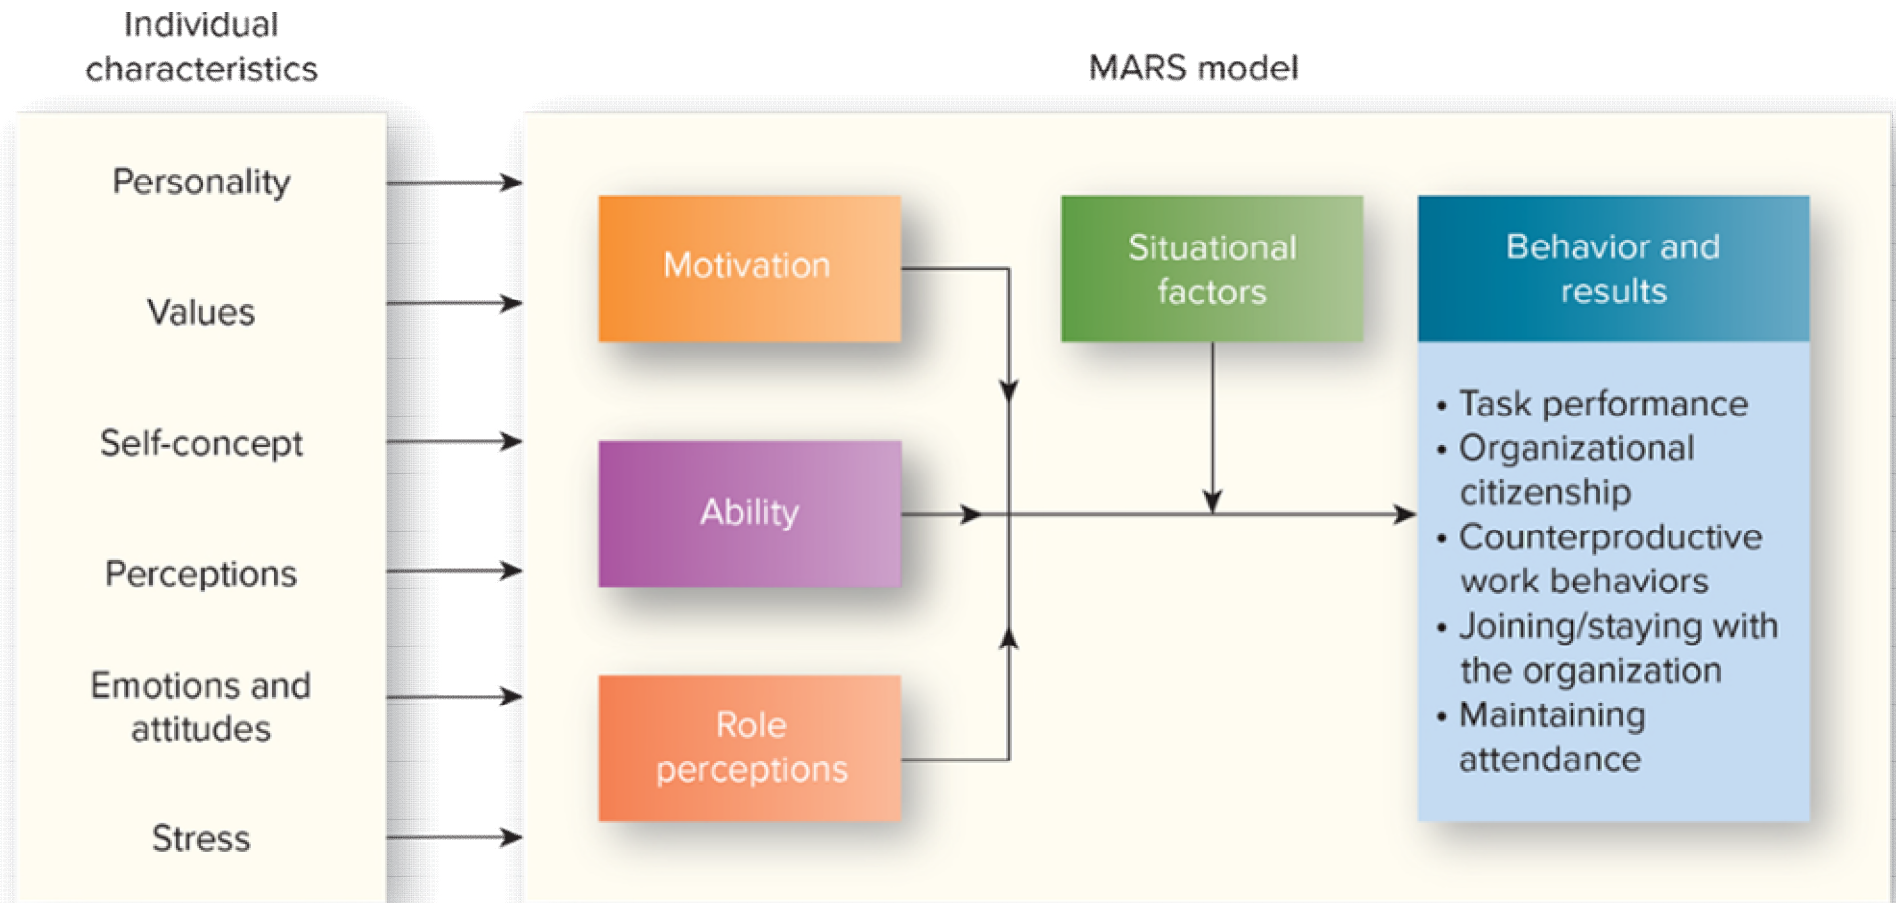 Individual
characteristics
MARS model
Personality
Values
Self-concept
Perceptions
Emotions and
attitudes
Stress
Motivation
Ability
Role
perceptions
Situational
factors
Behavior and
results
• Task performance
• Organizational
citizenship
• Counterproductive
work behaviors
• Joining/staying with
the organization
• Maintaining
attendance